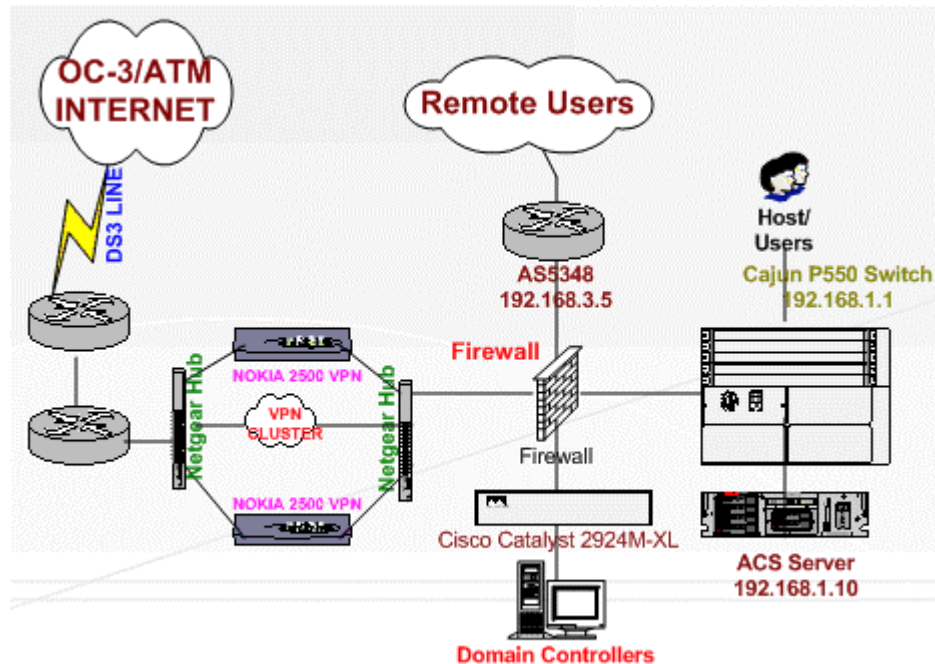 OC-3/ATM
INTERNET
Remote Users
DS3 LINE
Host/
Users
AS5348
192.168.3.5
Cajun P550 Switch
192.168.1.1
Firewall
NOKIA 2500 VPN
Netgear Hub
VPN
CLUSTER
Netgear Hub
Firewall
NOKIA 2500 VPN
Cisco Catalyst 2924M-XL
ACS Server
192.168.1.10
Domain Controllers